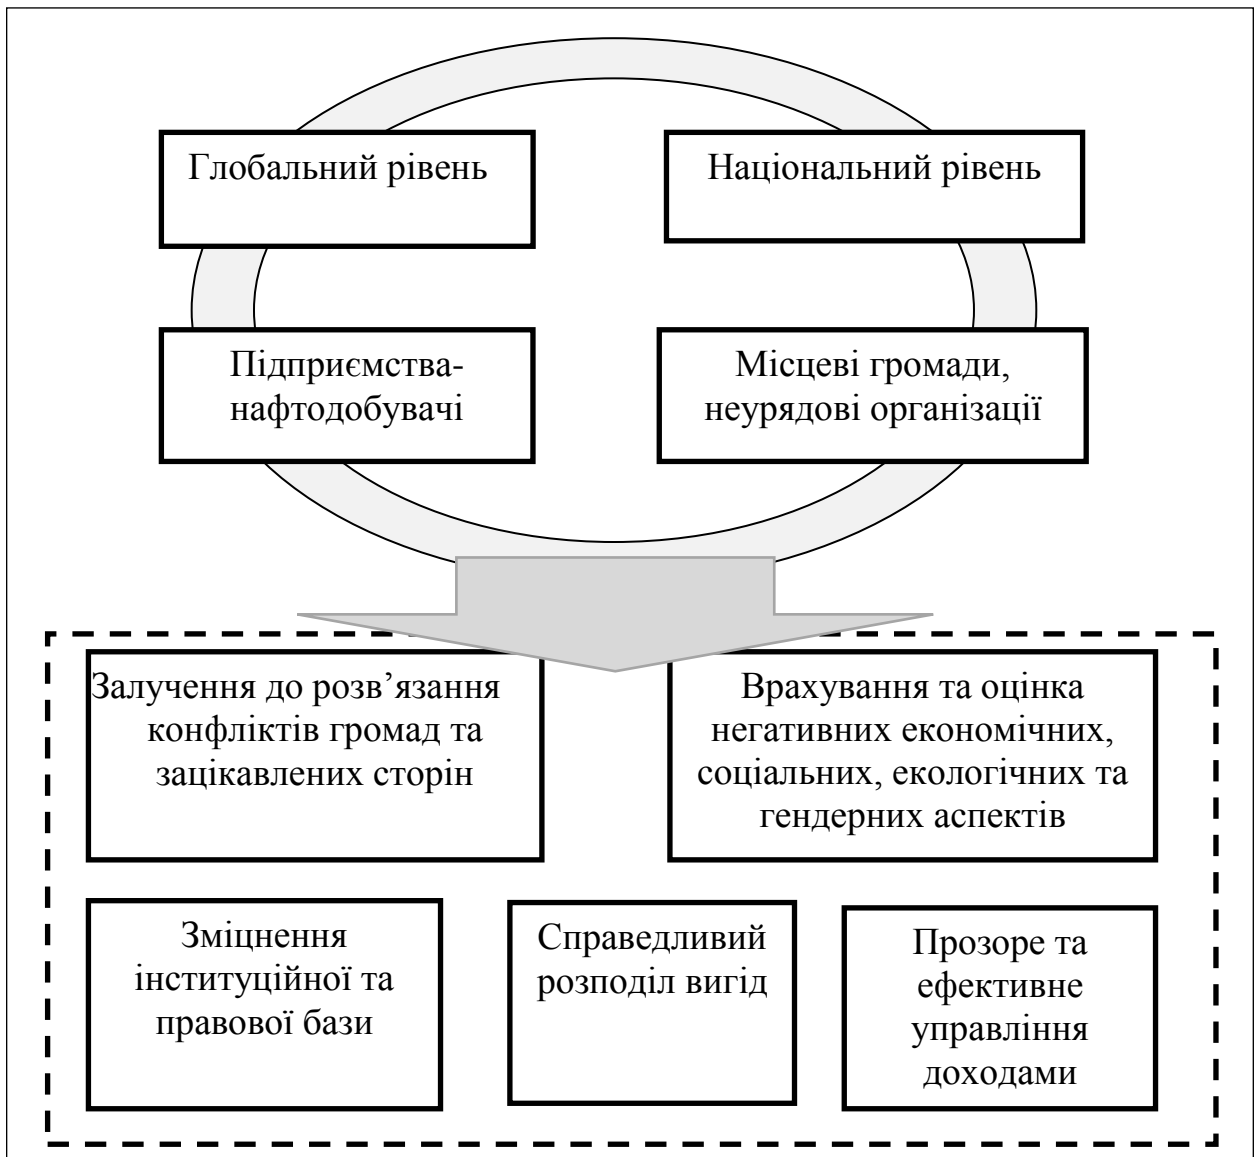 Глобальний рівень
Національний рівень
Підприємства-
нафтодобувачі
Місцеві громади,
неурядові організації
Залучення до розв’язання
конфліктів громад та
зацікавлених сторін
Врахування та оцінка
негативних економічних,
соціальних, екологічних та
гендерних аспектів
Зміцнення
інституційної та
правової бази
Справедливий
розподіл вигід
Прозоре та
ефективне
управління
доходами